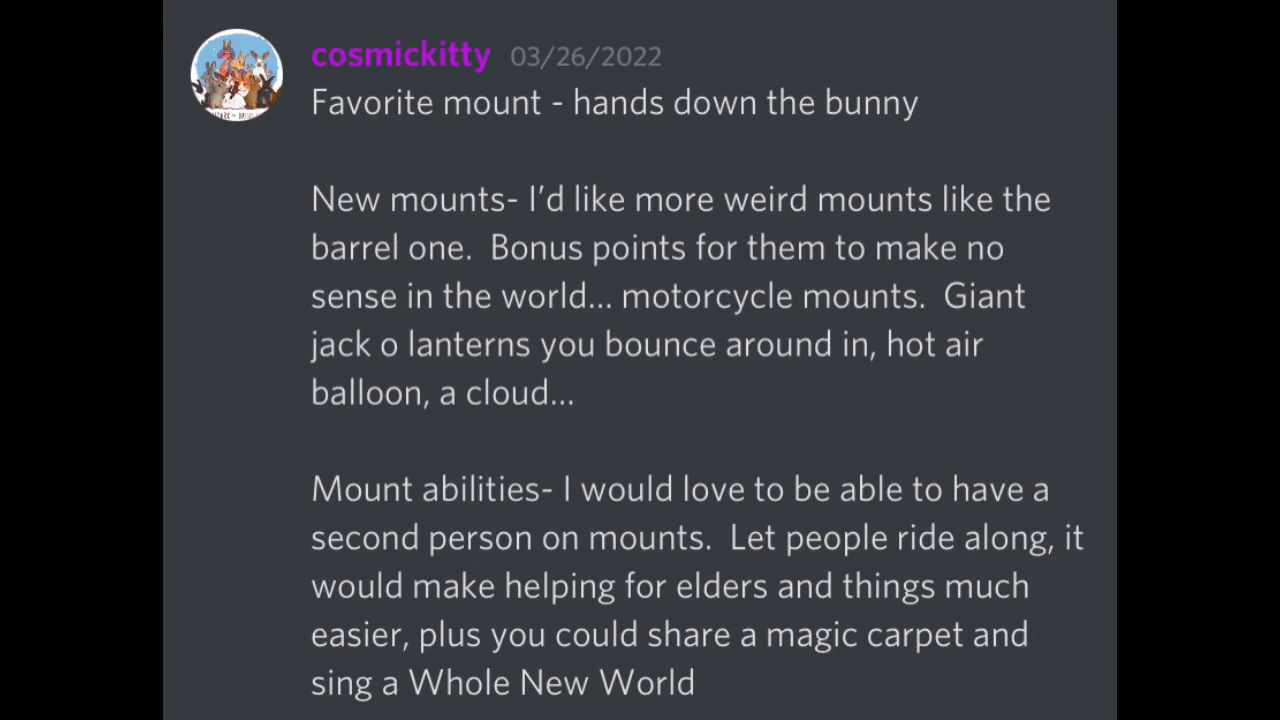 cosmickitty 03/26/2022
Favorite mount - hands down the bunny
New mounts- I’d like more weird mounts like the
barrel one.  Bonus points for them to make no
sense in the world... motorcycle mounts.  Giant
jack o lanterns you bounce around in, hot air
balloon, a cloud...
Mount abilities- I would love to be able to have a
second person on mounts.  Let people ride along, it
would make helping for elders and things much
easier, plus you could share a magic carpet and
sing a Whole New World